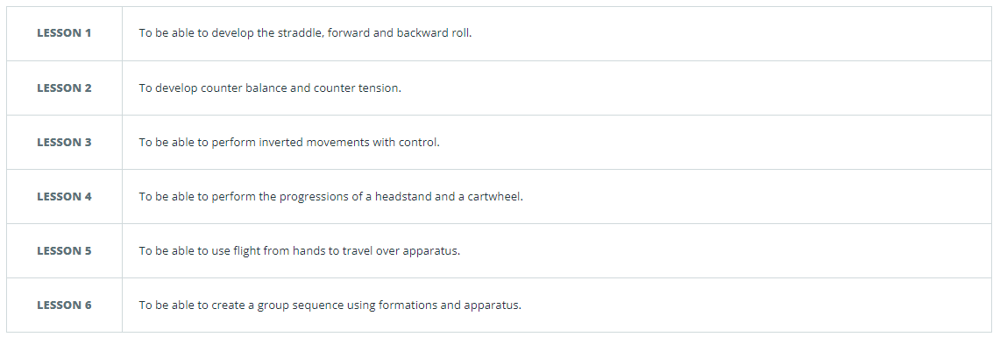 LESSON 1 To be able to develop the straddle, forward and backward roll.
LESSON 2 To develop counter balance and counter tension.
LESSON 3 To be able to perform inverted movements with control.
LESSON 4 To be able to perform the progressions of a headstand and a cartwheel.
LESSON 5 To be able to use flight from hands to travel over apparatus.
LESSON 6 To be able to create a group sequence using formations and apparatus.